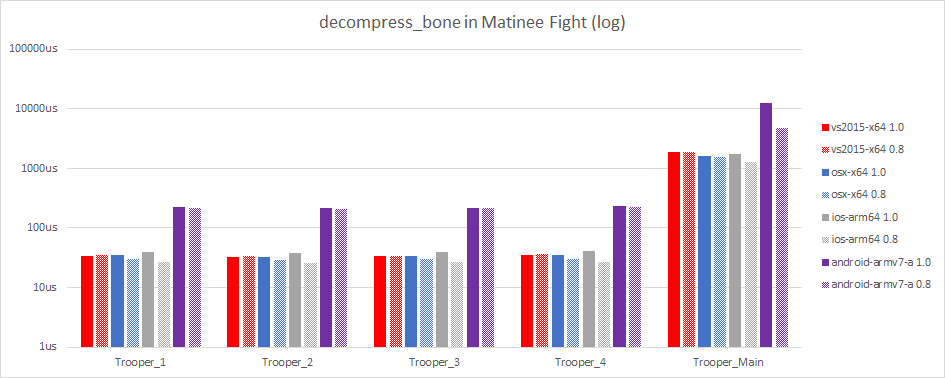 decompress_bone in Matinee Fight (log)
100000us
10000us
1000us
100us
10us
1us
Trooper_1
Trooper_2
Trooper_3
Trooper_4
Trooper_Main
vs2015-x64 1.0
vs2015-x64 0.8
osx-x64 1.0
osx-x64 0.8
ios-arm64 1.0
ios-arm64 0.8
android-armv7-a 1.0
android-armv7-a 0.8